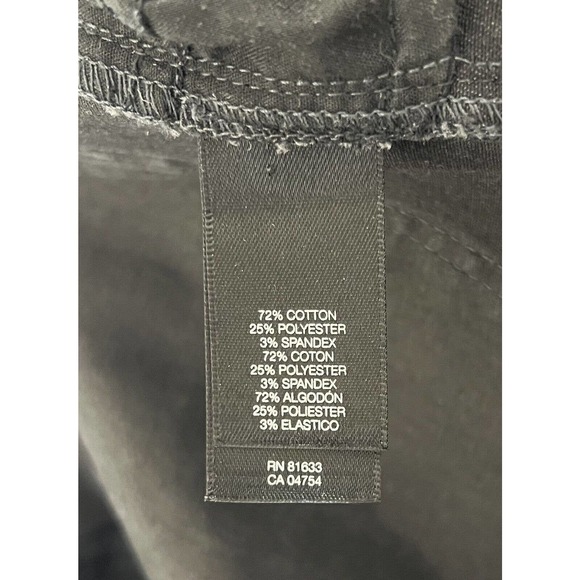 72% COTTON
25% POLYESTER
3% SPANDEX
72% COTON
25% POLYESTER
3% SPANDEX
72% ALGODÓN
25% POLIESTER
3% ELASTICO
RN 81633
CA 04754